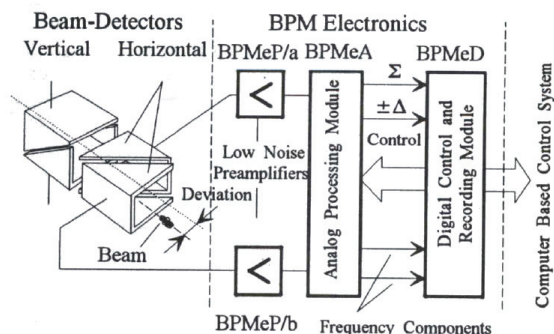 Beam-Detectors
BPM Electronics
Vertical
Horizontal
BPMeP/a
BPMeA
BPMeD
<
Σ
±Δ
Control
Low Noise
Preamplifiers
Deviation
Beam
Analog Processing Module
Digital Control and
Recording Module
Computer Based Control System
<
BPMeP/b
Frequency Components